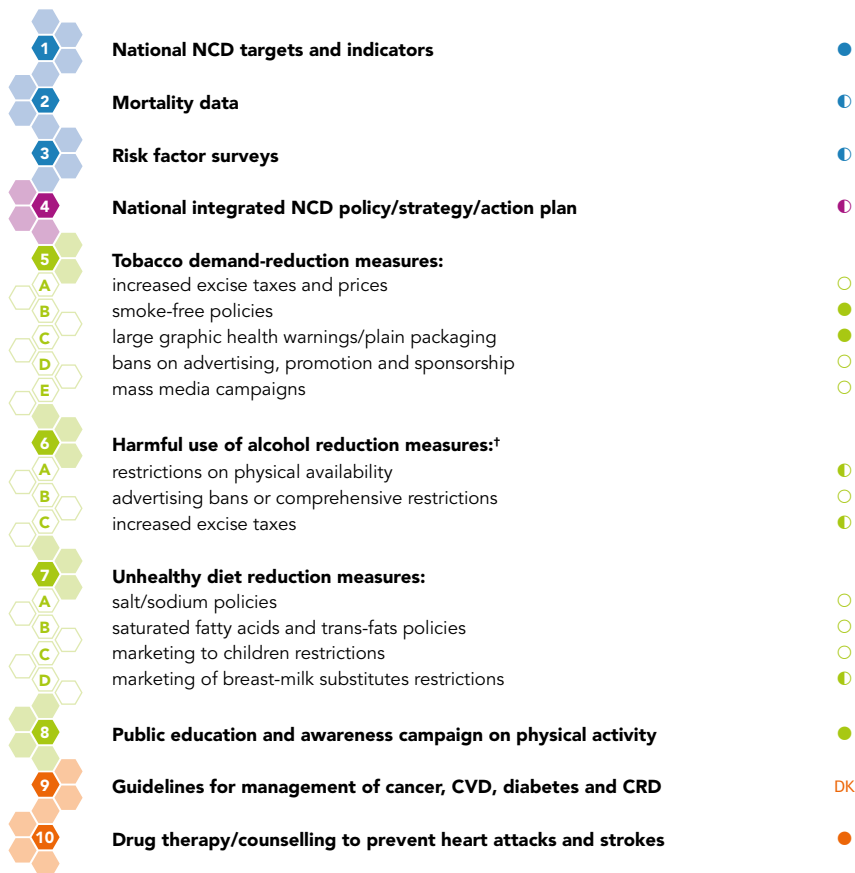 1 National NCD targets and indicators ●
2 Mortality data ◐
3 Risk factor surveys ◐
4 National integrated NCD policy/strategy/action plan ◐
5 Tobacco demand-reduction measures:
A increased excise taxes and prices ○
B smoke-free policies ●
C large graphic health warnings/plain packaging ●
D bans on advertising, promotion and sponsorship ○
E mass media campaigns ○
6 Harmful use of alcohol reduction measures:†
A restrictions on physical availability ◐
B advertising bans or comprehensive restrictions ○
C increased excise taxes ◐
7 Unhealthy diet reduction measures:
A salt/sodium policies ○
B saturated fatty acids and trans-fats policies ○
C marketing to children restrictions ○
D marketing of breast-milk substitutes restrictions ◐
8 Public education and awareness campaign on physical activity ●
9 Guidelines for management of cancer, CVD, diabetes and CRD DK
10 Drug therapy/counselling to prevent heart attacks and strokes ●